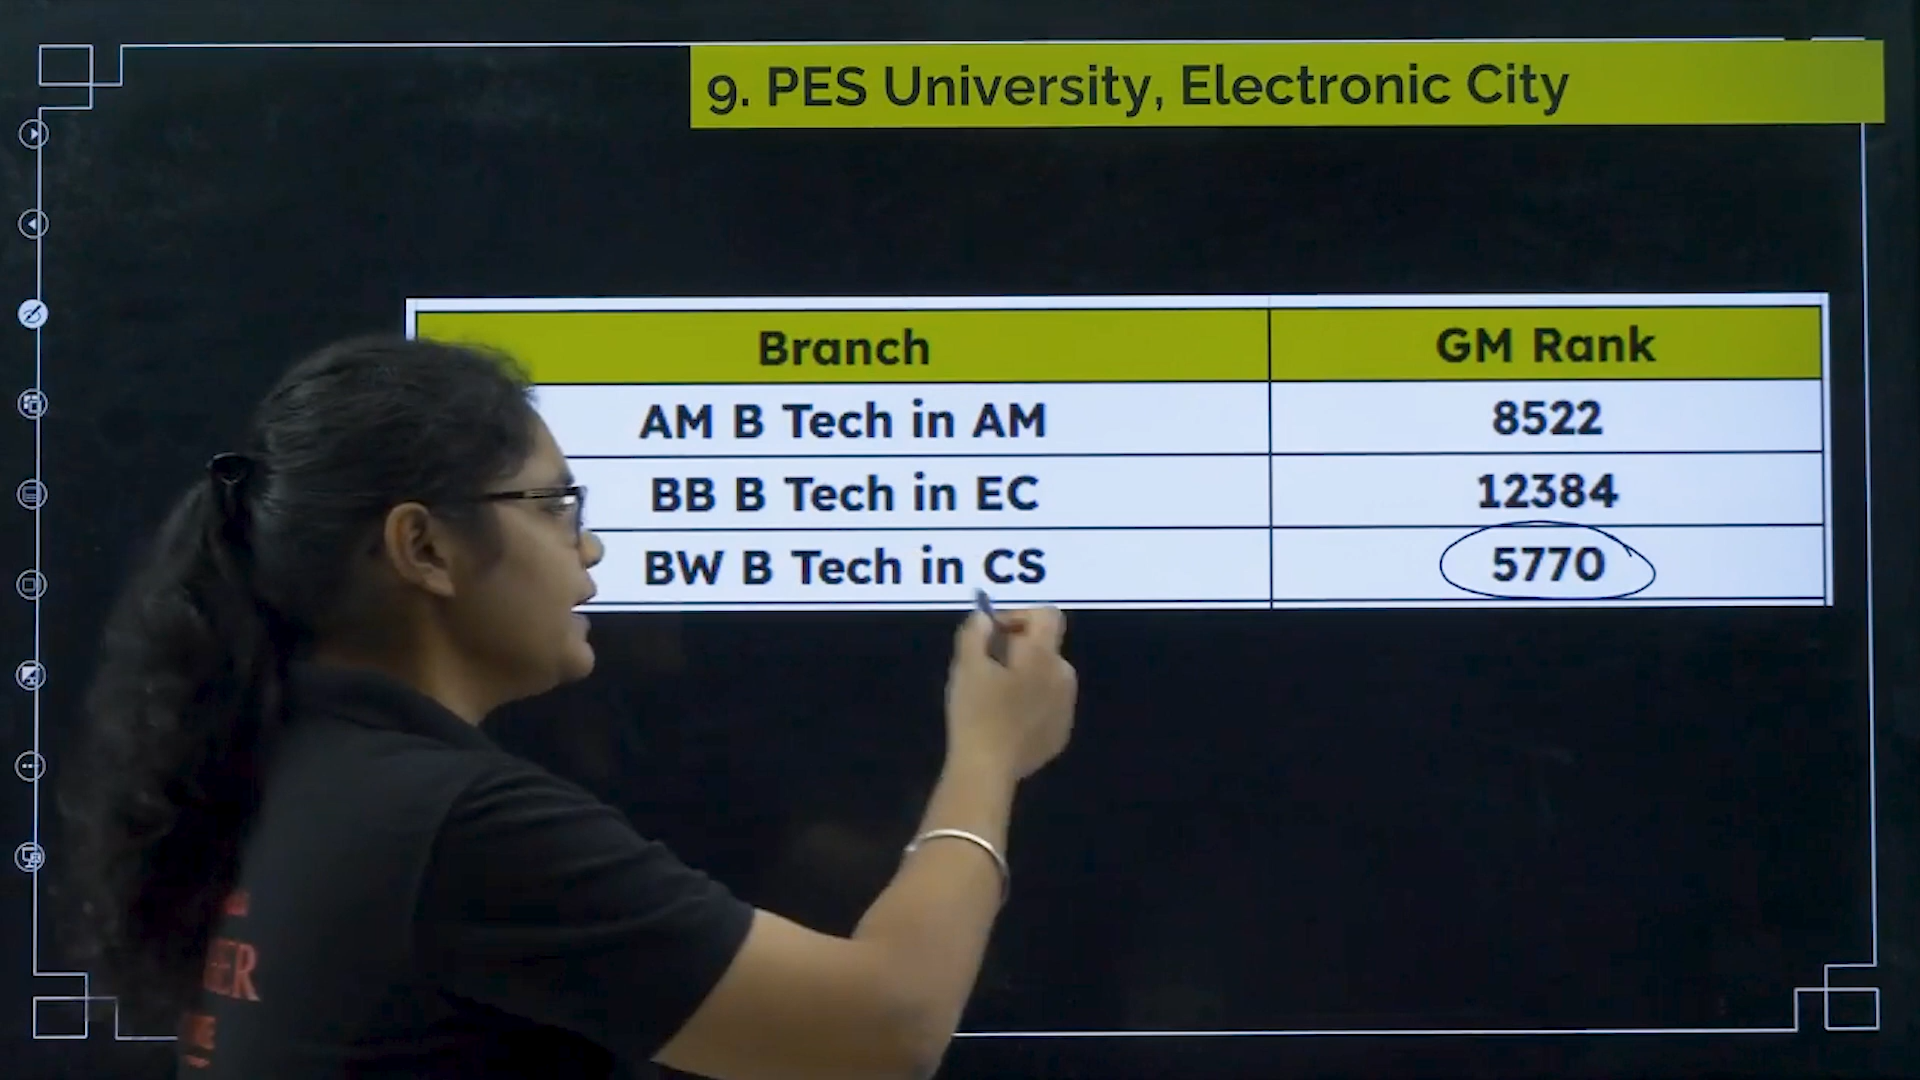 9. PES University, Electronic City
Branch GM Rank
AM B Tech in AM 8522
BB B Tech in EC 12384
BW B Tech in CS 5770